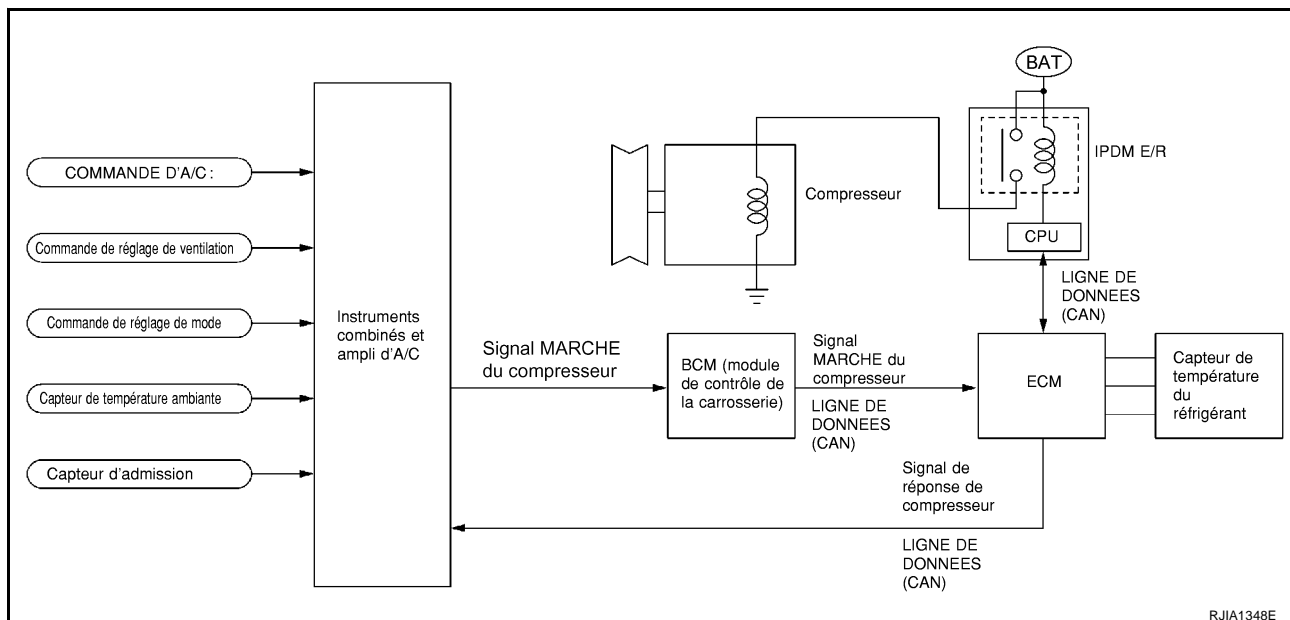 BAT
IPDM E/R
CPU
COMMANDE D'A/C :
Commande de réglage de ventilation
Commande de réglage de mode
Capteur de température ambiante
Capteur d'admission
Instruments
combinés et
ampli d'A/C
Compresseur
Signal MARCHE
du compresseur
BCM (module
de contrôle de
la carrosserie)
Signal
MARCHE du
compresseur
LIGNE DE
DONNEES
(CAN)
LIGNE DE
DONNEES
(CAN)
ECM
Capteur de
température
du
réfrigérant
Signal de
réponse de
compresseur
LIGNE DE
DONNEES
(CAN)
RJIA1348E